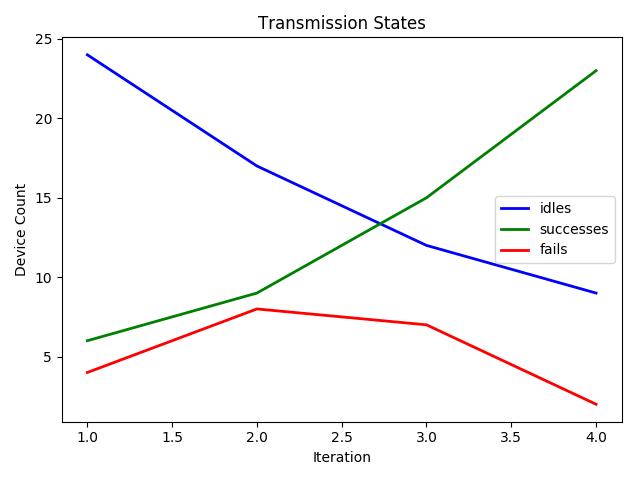 Transmission States
25
20
15
10
5
Device Count
idles
successes
fails
1.0 1.5 2.0 2.5 3.0 3.5 4.0
Iteration